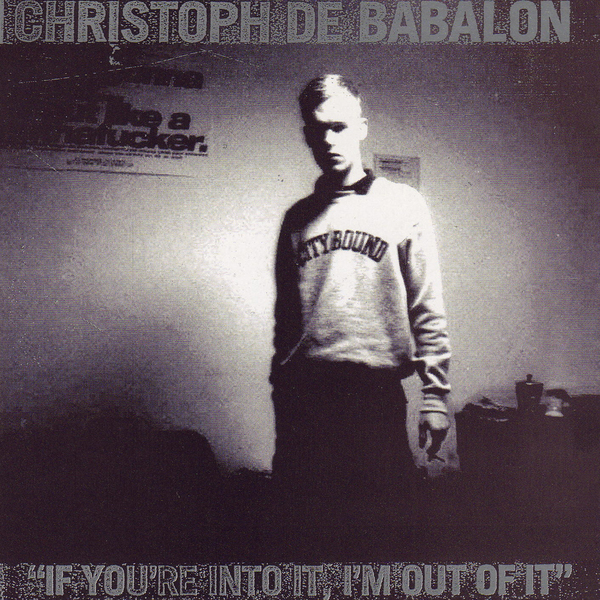 CHRISTOPH DE BABALON
like a
CITYBOUND
"IF YOU'RE INTO IT, I'M OUT OF IT"